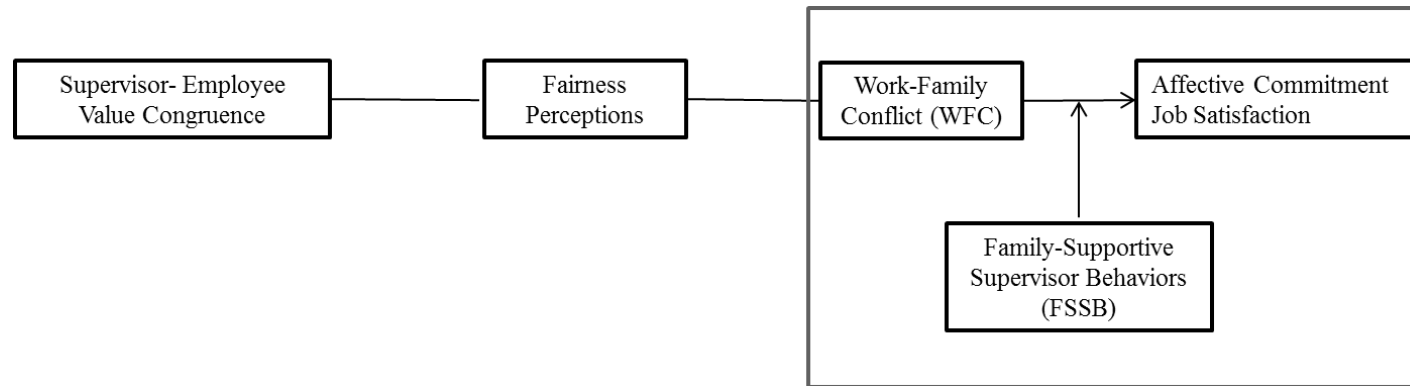 Supervisor- Employee
Value Congruence
Fairness
Perceptions
Work-Family
Conflict (WFC)
Affective Commitment
Job Satisfaction
Family-Supportive
Supervisor Behaviors
(FSSB)